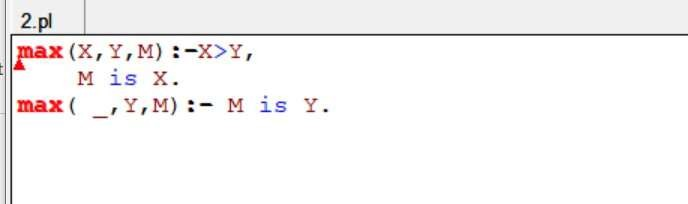 2.pl
max(X,Y,M):-X>Y,
M is X.
max( _,Y,M):- M is Y.